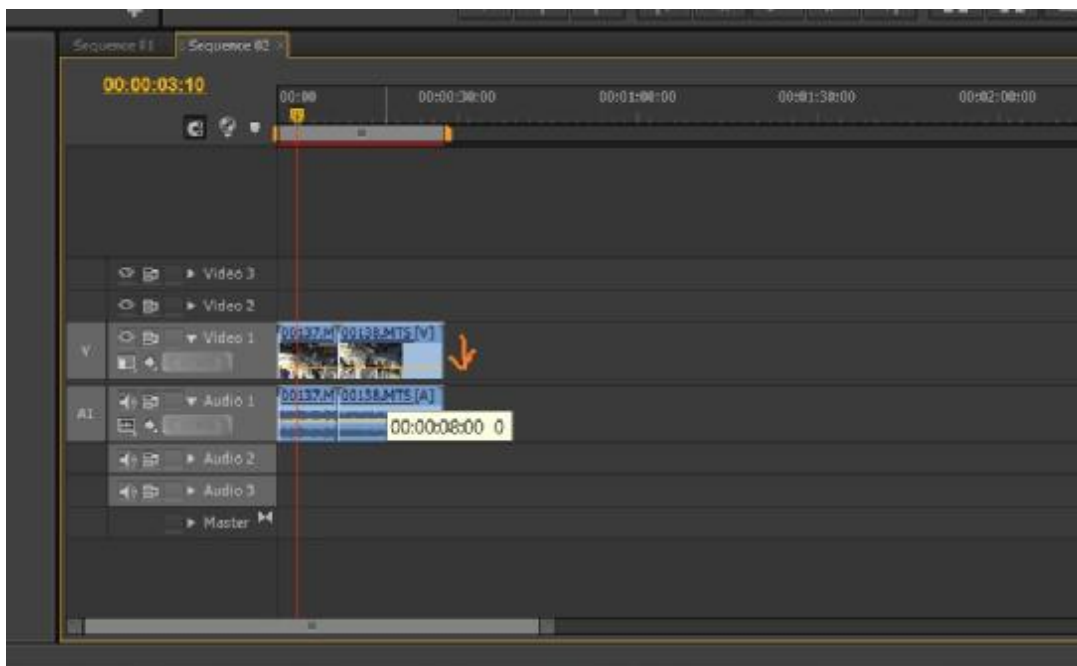 Sequence 01 Sequence 02 ×
00:00:03:10
00:00 00:00:30:00 00:01:00:00 00:01:30:00 00:02:00:00
Video 3
Video 2
00137.M 00138.MTS [V]
V Video 1
00137.M 00138.MTS [A]
A1 Audio 1
00:00:08:00 0
Audio 2
Audio 3
Master